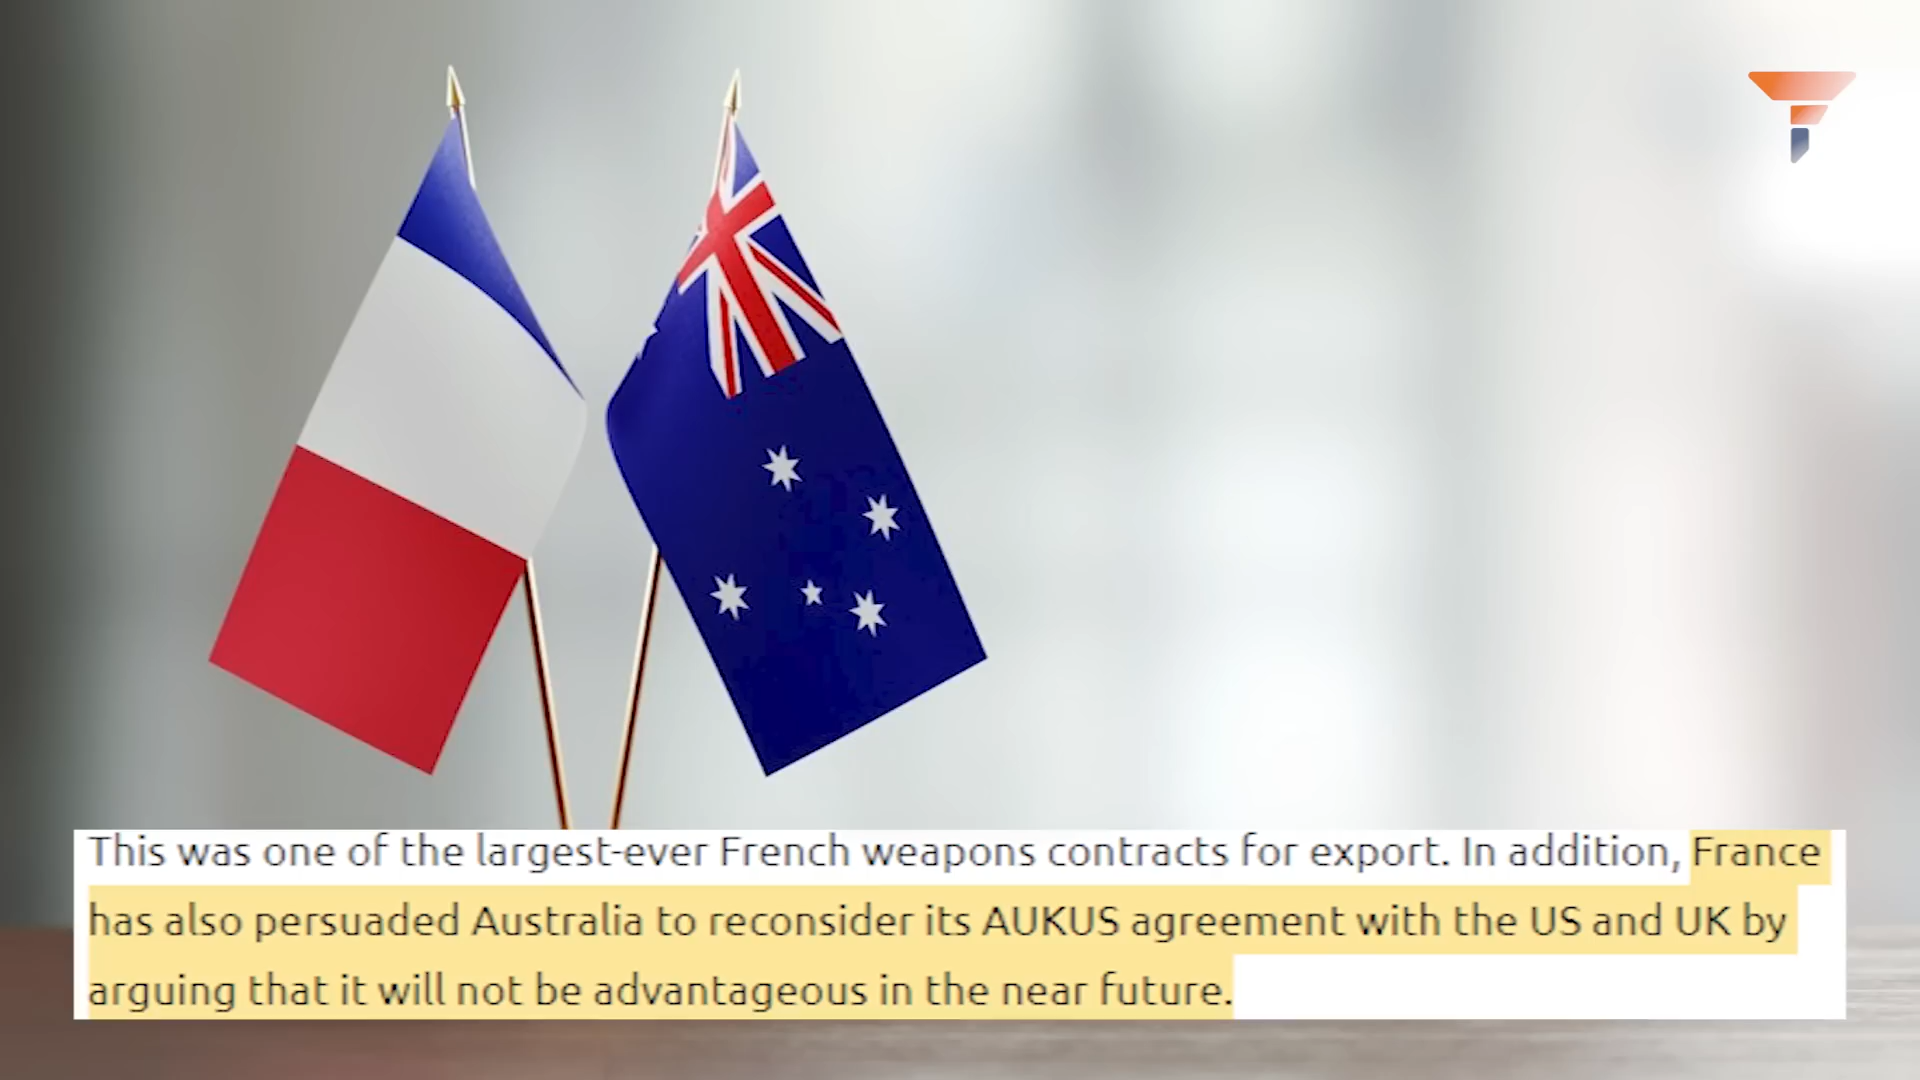 This was one of the largest-ever French weapons contracts for export. In addition, France
has also persuaded Australia to reconsider its AUKUS agreement with the US and UK by
arguing that it will not be advantageous in the near future.